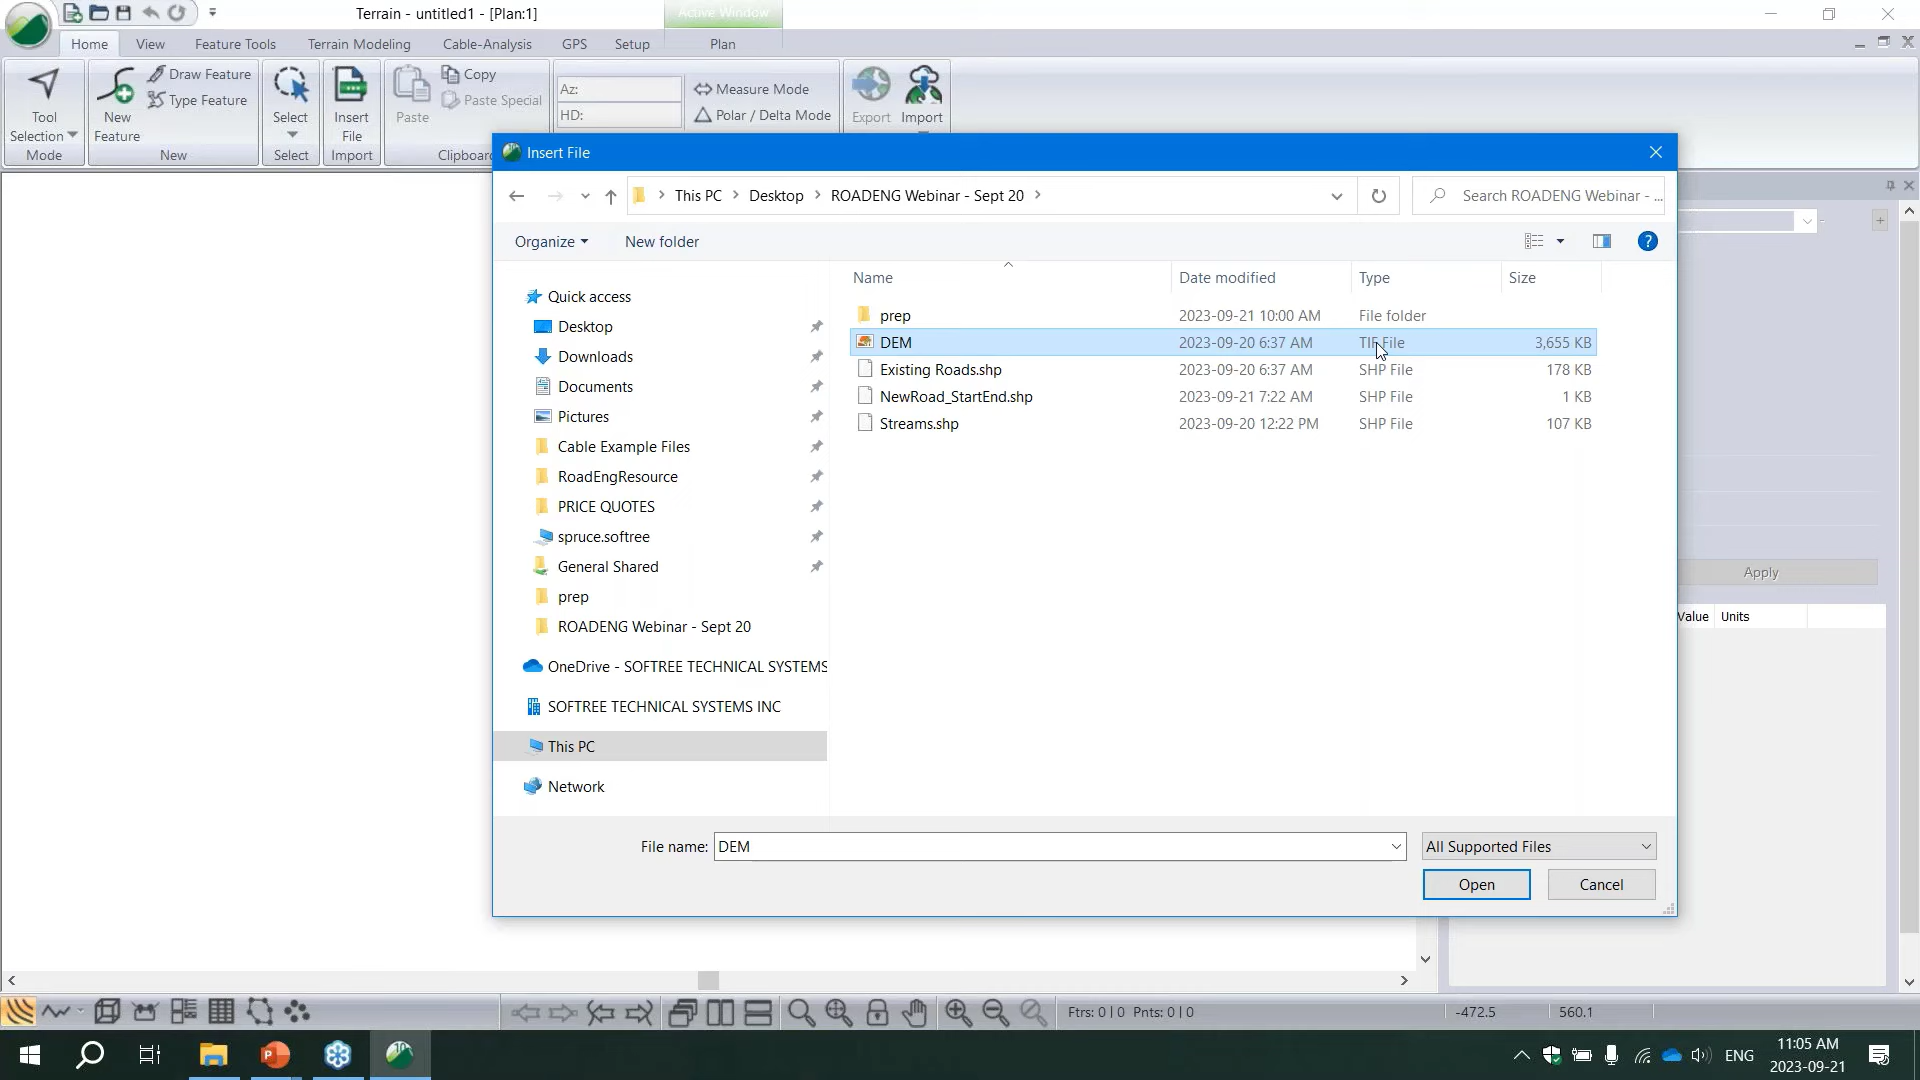 Terrain - untitled1 - [Plan:1]
Active Window
Home
View
Feature Tools
Terrain Modeling
Cable-Analysis
GPS
Setup
Plan
Tool
Selection
Mode
New
Feature
Draw Feature
Type Feature
New
Select
Select
Insert
File
Import
Paste
Copy
Paste Special
Clipboard
Az:
HD:
Measure Mode
Polar / Delta Mode
Export
Import
Insert File
This PC
Desktop
ROADENG Webinar - Sept 20
Search ROADENG Webinar - ...
Organize
New folder
Name
Date modified
Type
Size
prep
2023-09-21 10:00 AM
File folder
DEM
2023-09-20 6:37 AM
TIF File
3,655 KB
Existing Roads.shp
2023-09-20 6:37 AM
SHP File
178 KB
NewRoad_StartEnd.shp
2023-09-21 7:22 AM
SHP File
1 KB
Streams.shp
2023-09-20 12:22 PM
SHP File
107 KB
Quick access
Desktop
Downloads
Documents
Pictures
Cable Example Files
RoadEngResource
PRICE QUOTES
spruce.softree
General Shared
prep
ROADENG Webinar - Sept 20
OneDrive - SOFTREE TECHNICAL SYSTEMS
SOFTREE TECHNICAL SYSTEMS INC
This PC
Network
File name:
DEM
All Supported Files
Open
Cancel
Apply
Value
Units
Ftrs: 0 | 0 Pnts: 0 | 0
-472.5
560.1
ENG
11:05 AM
2023-09-21